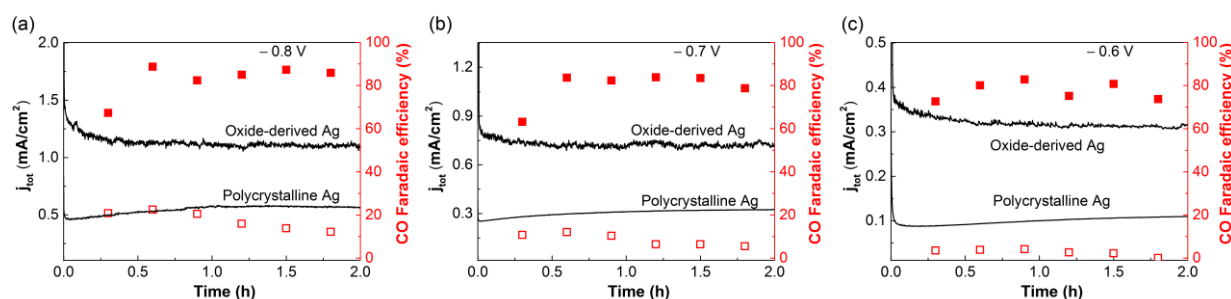 (a)
– 0.8 V
Oxide-derived Ag
Polycrystalline Ag
2.0
1.5
1.0
0.5
j_tot (mA/cm²)
100
80
60
40
20
0
CO Faradaic efficiency (%)
0.0 0.5 1.0 1.5 2.0
Time (h)
(b)
– 0.7 V
Oxide-derived Ag
Polycrystalline Ag
1.2
0.9
0.6
0.3
j_tot (mA/cm²)
100
80
60
40
20
0
CO Faradaic efficiency (%)
0.0 0.5 1.0 1.5 2.0
Time (h)
(c)
– 0.6 V
Oxide-derived Ag
Polycrystalline Ag
0.5
0.4
0.3
0.2
0.1
j_tot (mA/cm²)
100
80
60
40
20
0
CO Faradaic efficiency (%)
0.0 0.5 1.0 1.5 2.0
Time (h)